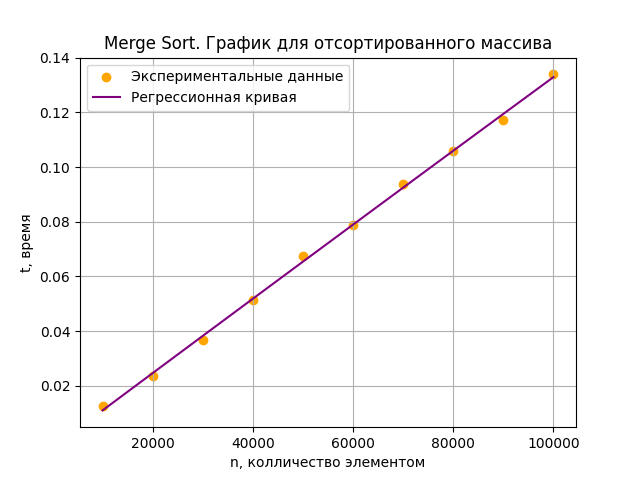 Merge Sort. График для отсортированного массива
Экспериментальные данные
Регрессионная кривая
0.14
0.12
0.10
0.08
0.06
0.04
0.02
t, время
20000 40000 60000 80000 100000
n, колличество элементом